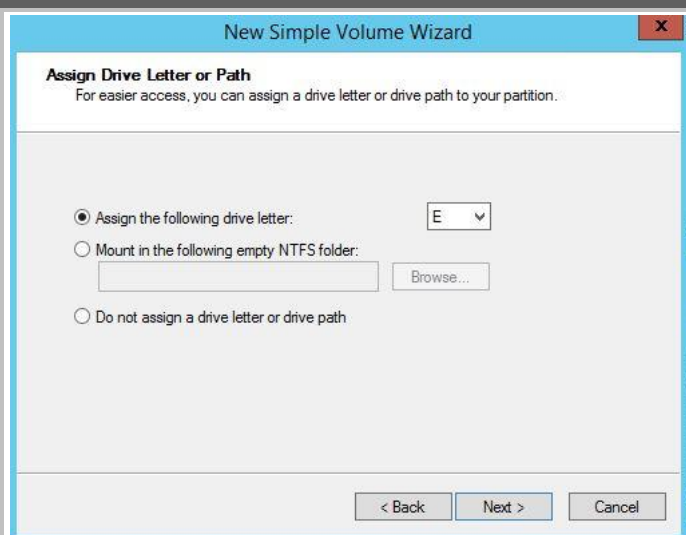 New Simple Volume Wizard
x
Assign Drive Letter or Path
For easier access, you can assign a drive letter or drive path to your partition.
Assign the following drive letter: E
Mount in the following empty NTFS folder:
Browse...
Do not assign a drive letter or drive path
< Back Next > Cancel